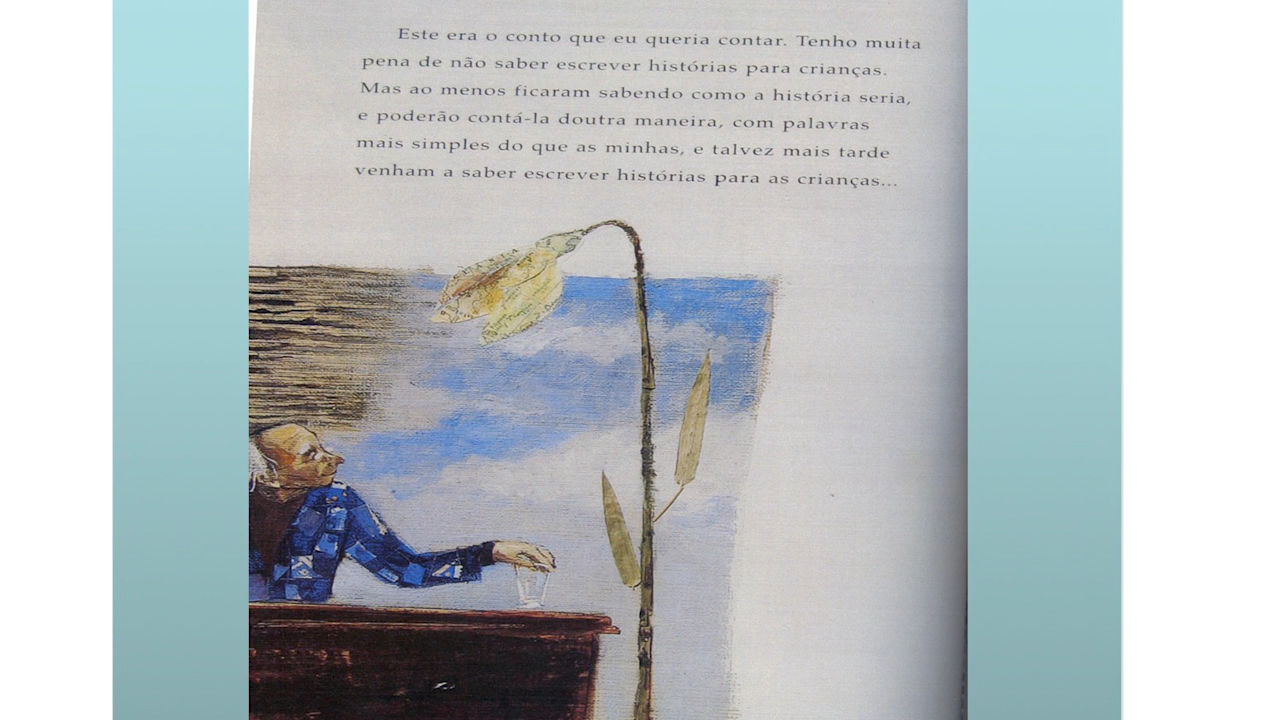 Este era o conto que eu queria contar. Tenho muita
pena de não saber escrever histórias para crianças.
Mas ao menos ficaram sabendo como a história seria,
e poderão contá-la doutra maneira, com palavras
mais simples do que as minhas, e talvez mais tarde
venham a saber escrever histórias para as crianças...